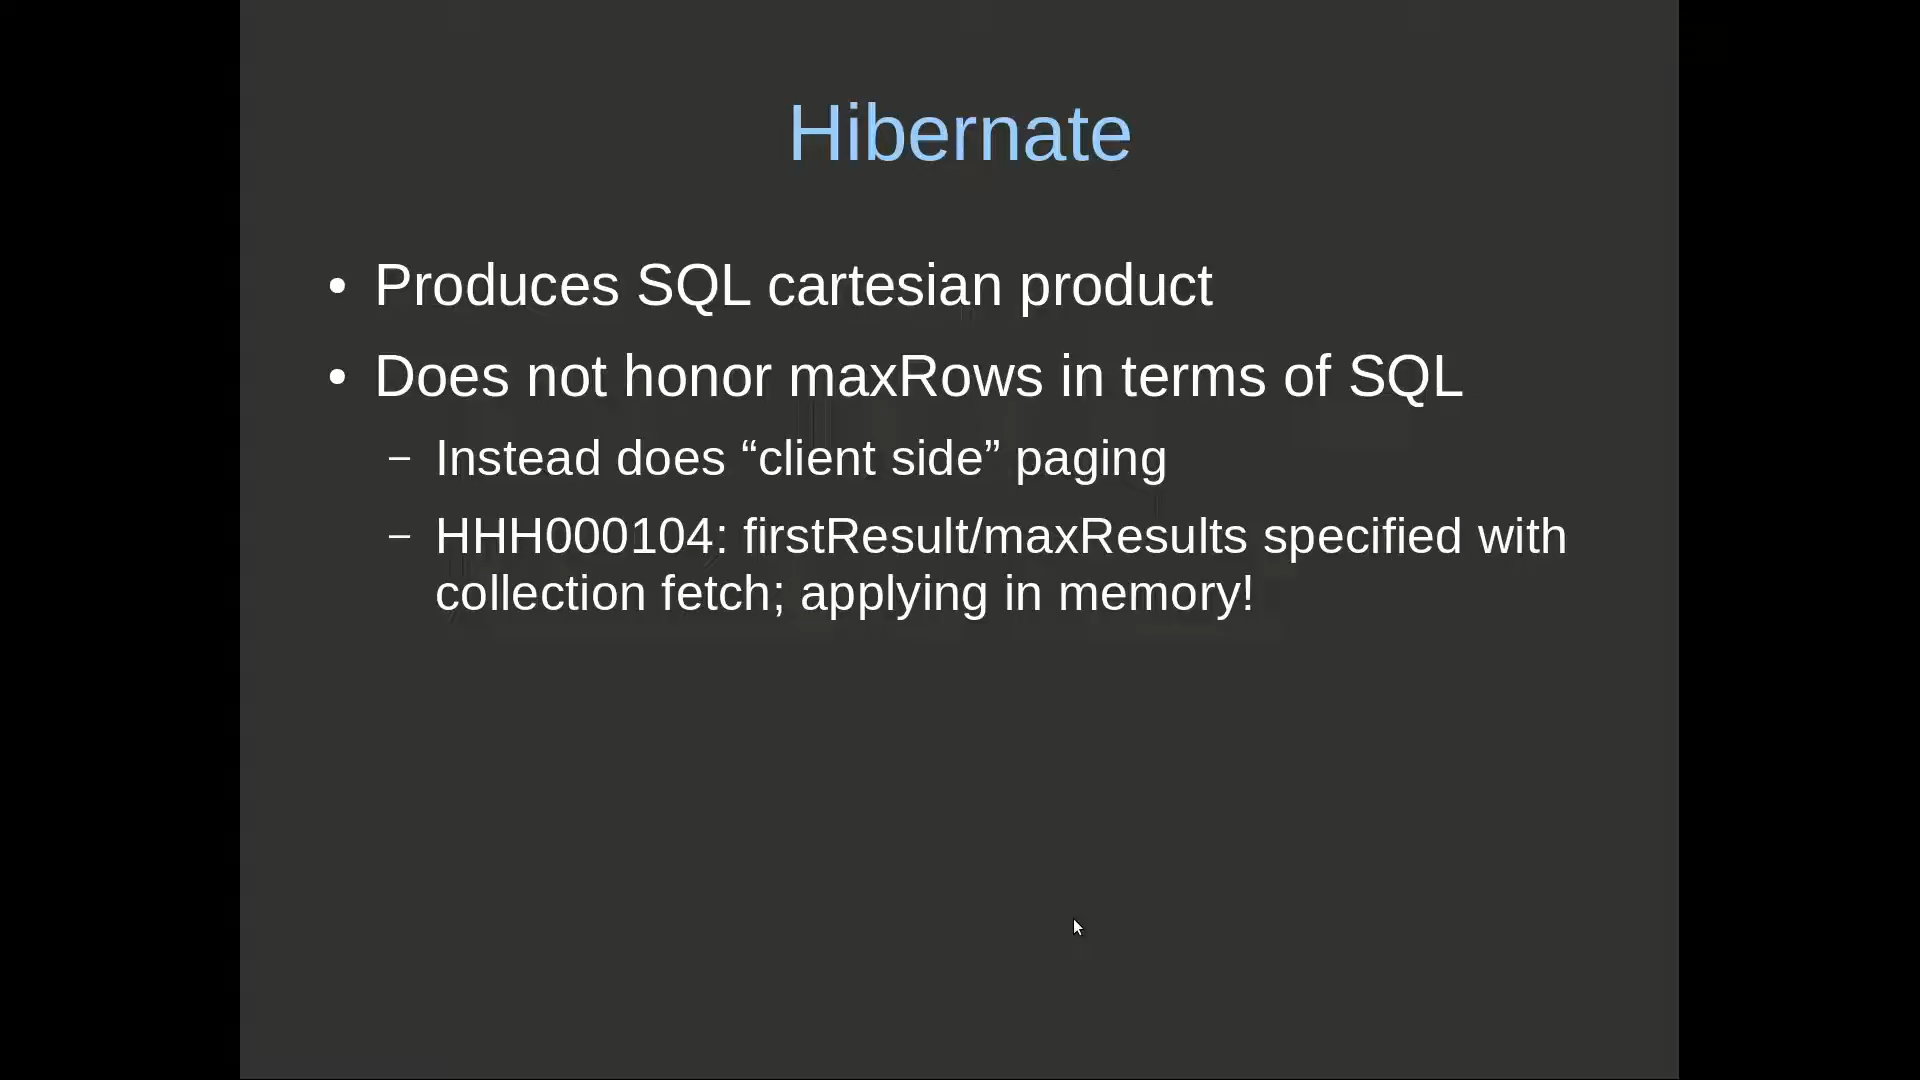 Hibernate
• Produces SQL cartesian product
• Does not honor maxRows in terms of SQL
– Instead does “client side” paging
– HHH000104: firstResult/maxResults specified with
collection fetch; applying in memory!